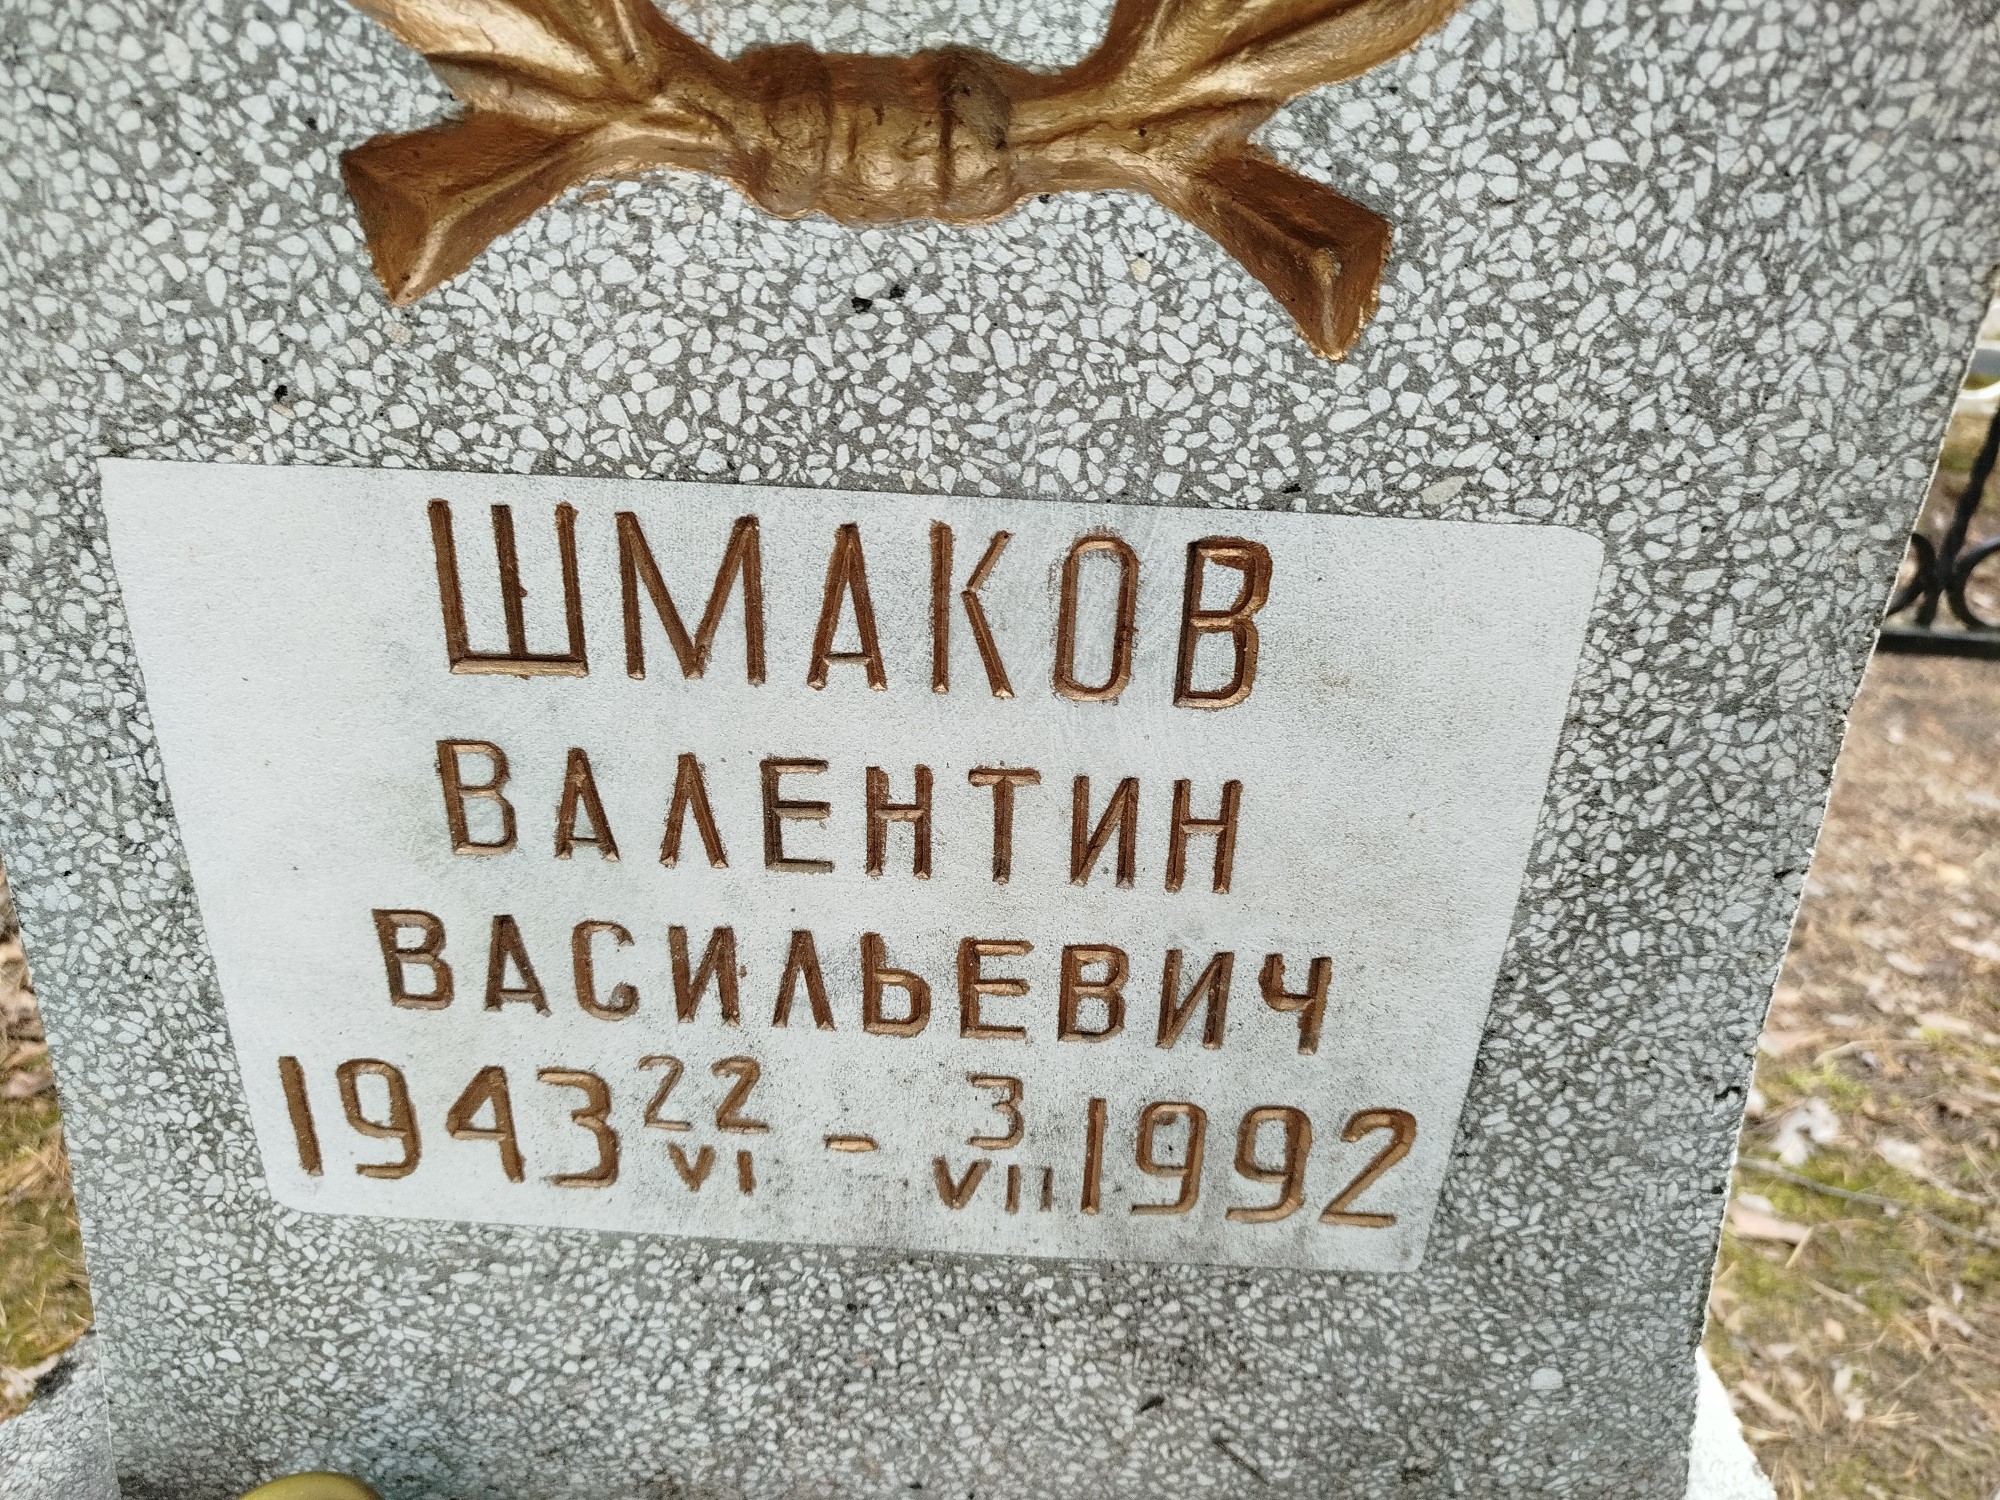 ШМАКОВ
ВАЛЕНТИН
ВАСИЛЬЕВИЧ
1943 22/VI - 3/VII 1992